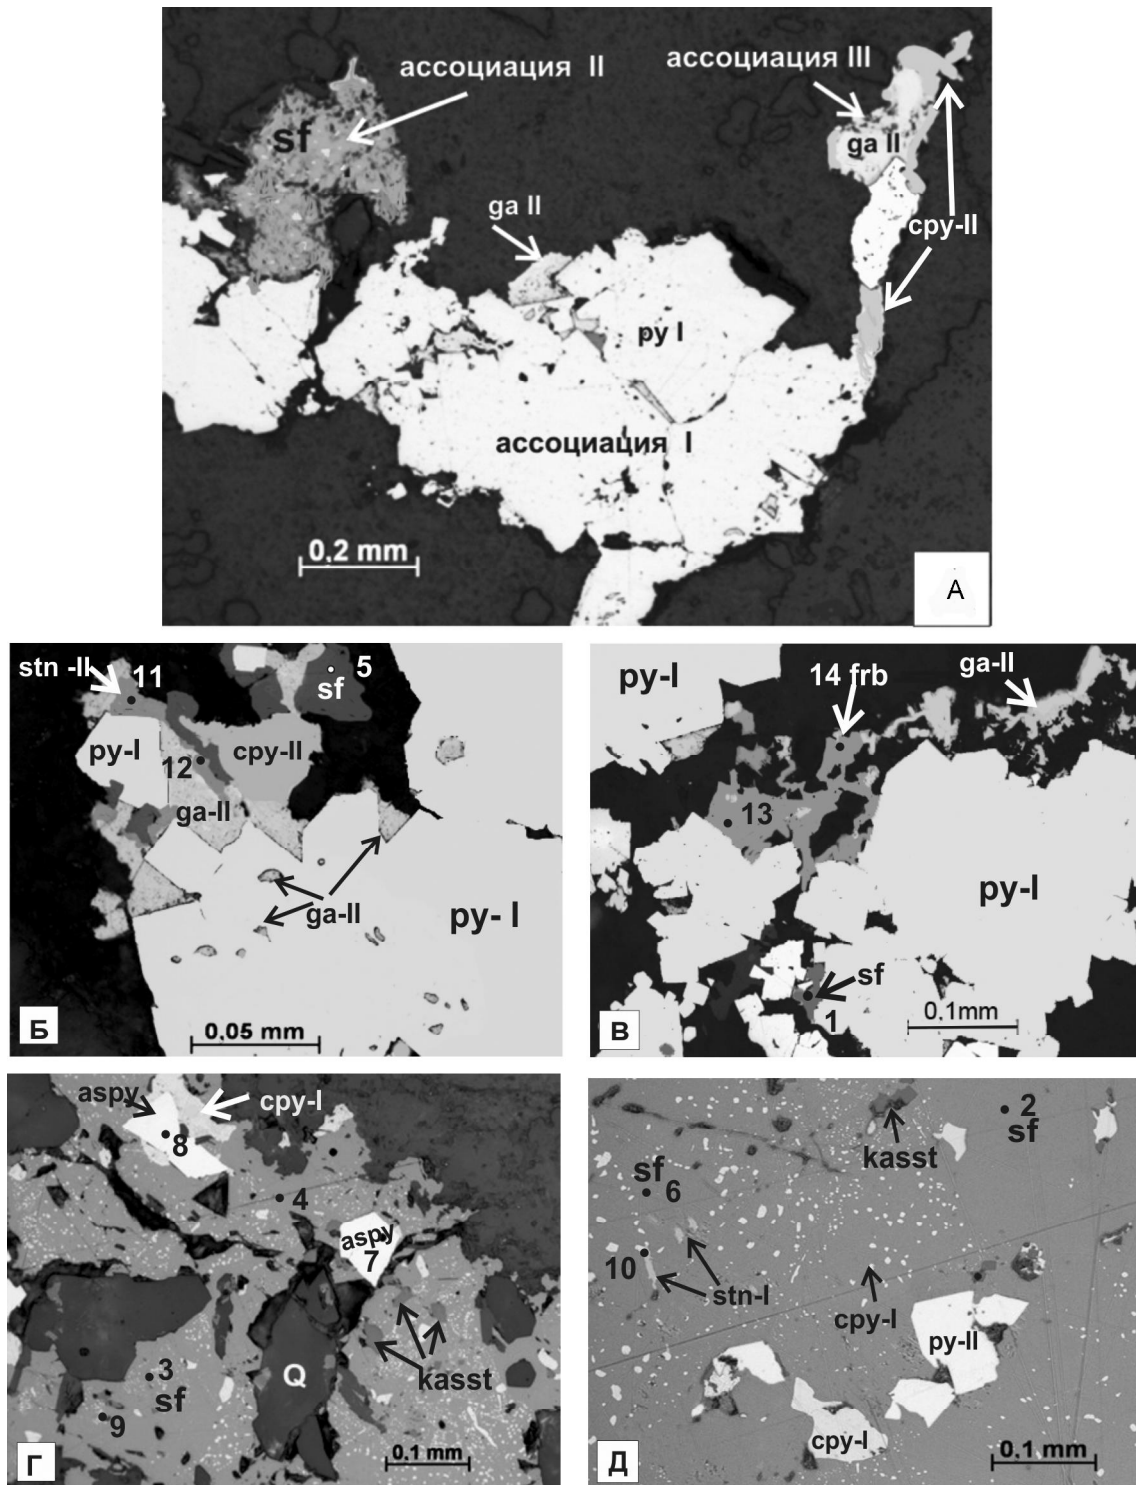 ассоциация II
ассоциация III
sf
ga II
ga II
cpy-II
py I
ассоциация I
0,2 mm
А
stn -II
11
5
sf
py-I
cpy-II
12
ga-II
ga-II
py- I
Б
0,05 mm
py-I
14 frb
ga-II
13
py-I
sf
1
0,1mm
В
aspy
cpy-I
8
4
aspy
7
3
sf
Q
kasst
9
Г
0.1 mm
2
sf
kasst
sf
6
10
stn-I
cpy-I
py-II
cpy-I
Д
0.1 mm